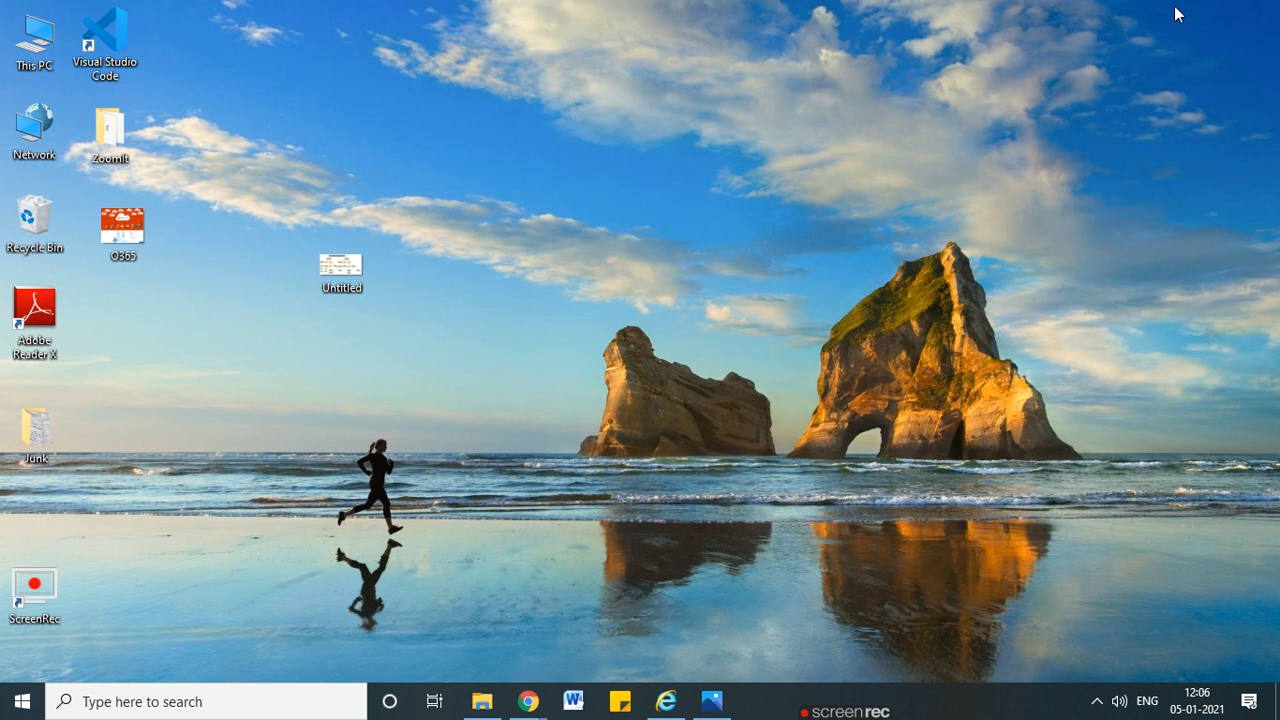 This PC
Visual Studio
Code
Network
ZoomIt
Recycle Bin
O365
Untitled
Adobe
Reader X
Junk
ScreenRec
Type here to search
screenrec
ENG
12:06
05-01-2021